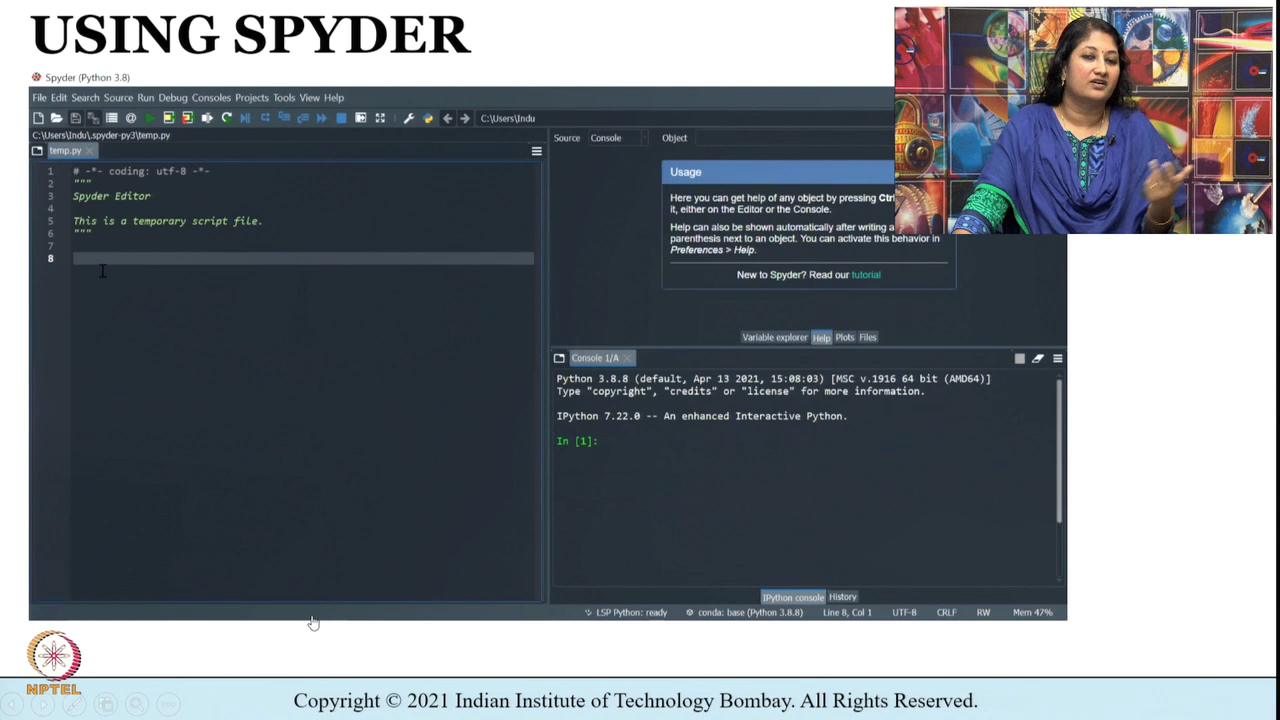 USING SPYDER
Spyder (Python 3.8)
File Edit Search Source Run Debug Consoles Projects Tools View Help
C:\Users\Indu
C:\Users\Indu\.spyder-py3\temp.py
temp.py
1 # -*- coding: utf-8 -*-
2 """
3 Spyder Editor
4
5 This is a temporary script file.
6 """
7
8
Source Console Object
Usage
Here you can get help of any object by pressing Ctrl
it, either on the Editor or the Console.
Help can also be shown automatically after writing a
parenthesis next to an object. You can activate this behavior in
Preferences > Help.
New to Spyder? Read our tutorial
Variable explorer Help Plots Files
Console 1/A
Python 3.8.8 (default, Apr 13 2021, 15:08:03) [MSC v.1916 64 bit (AMD64)]
Type "copyright", "credits" or "license" for more information.
IPython 7.22.0 -- An enhanced Interactive Python.
In [1]:
IPython console History
LSP Python: ready conda: base (Python 3.8.8) Line 8, Col 1 UTF-8 CRLF RW Mem 47%
NPTEL
Copyright © 2021 Indian Institute of Technology Bombay. All Rights Reserved.